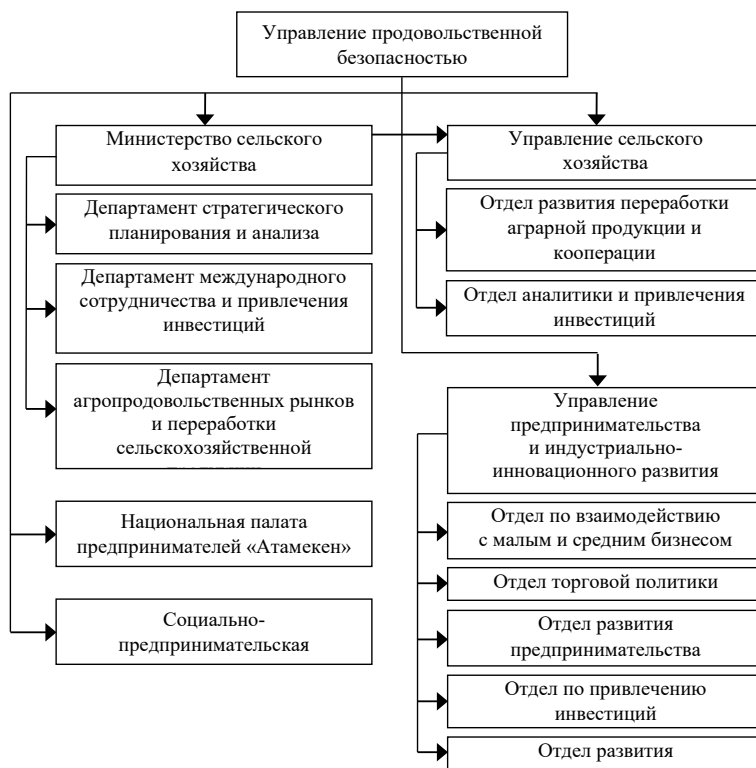 Управление продовольственной
безопасностью
Министерство сельского
хозяйства
Департамент стратегического
планирования и анализа
Департамент международного
сотрудничества и привлечения
инвестиций
Департамент
агропродовольственных рынков
и переработки
сельскохозяйственной
Национальная палата
предпринимателей «Атамекен»
Социально-
предпринимательская
Управление сельского
хозяйства
Отдел развития переработки
аграрной продукции и
кооперации
Отдел аналитики и привлечения
инвестиций
Управление
предпринимательства
и индустриально-
инновационного развития
Отдел по взаимодействию
с малым и средним бизнесом
Отдел торговой политики
Отдел развития
предпринимательства
Отдел по привлечению
инвестиций
Отдел развития